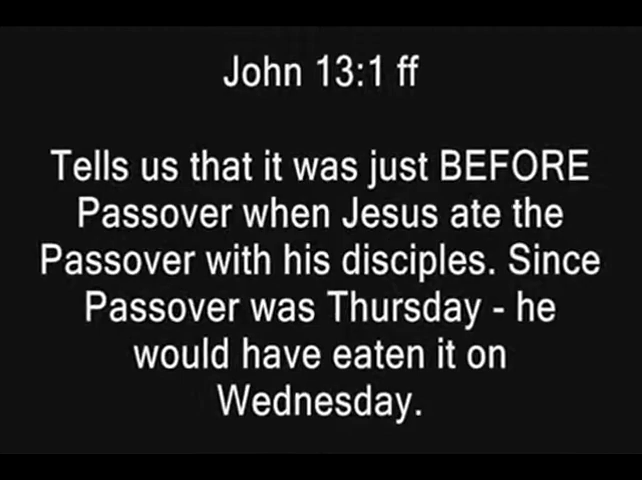 John 13:1 ff
Tells us that it was just BEFORE
Passover when Jesus ate the
Passover with his disciples. Since
Passover was Thursday - he
would have eaten it on
Wednesday.